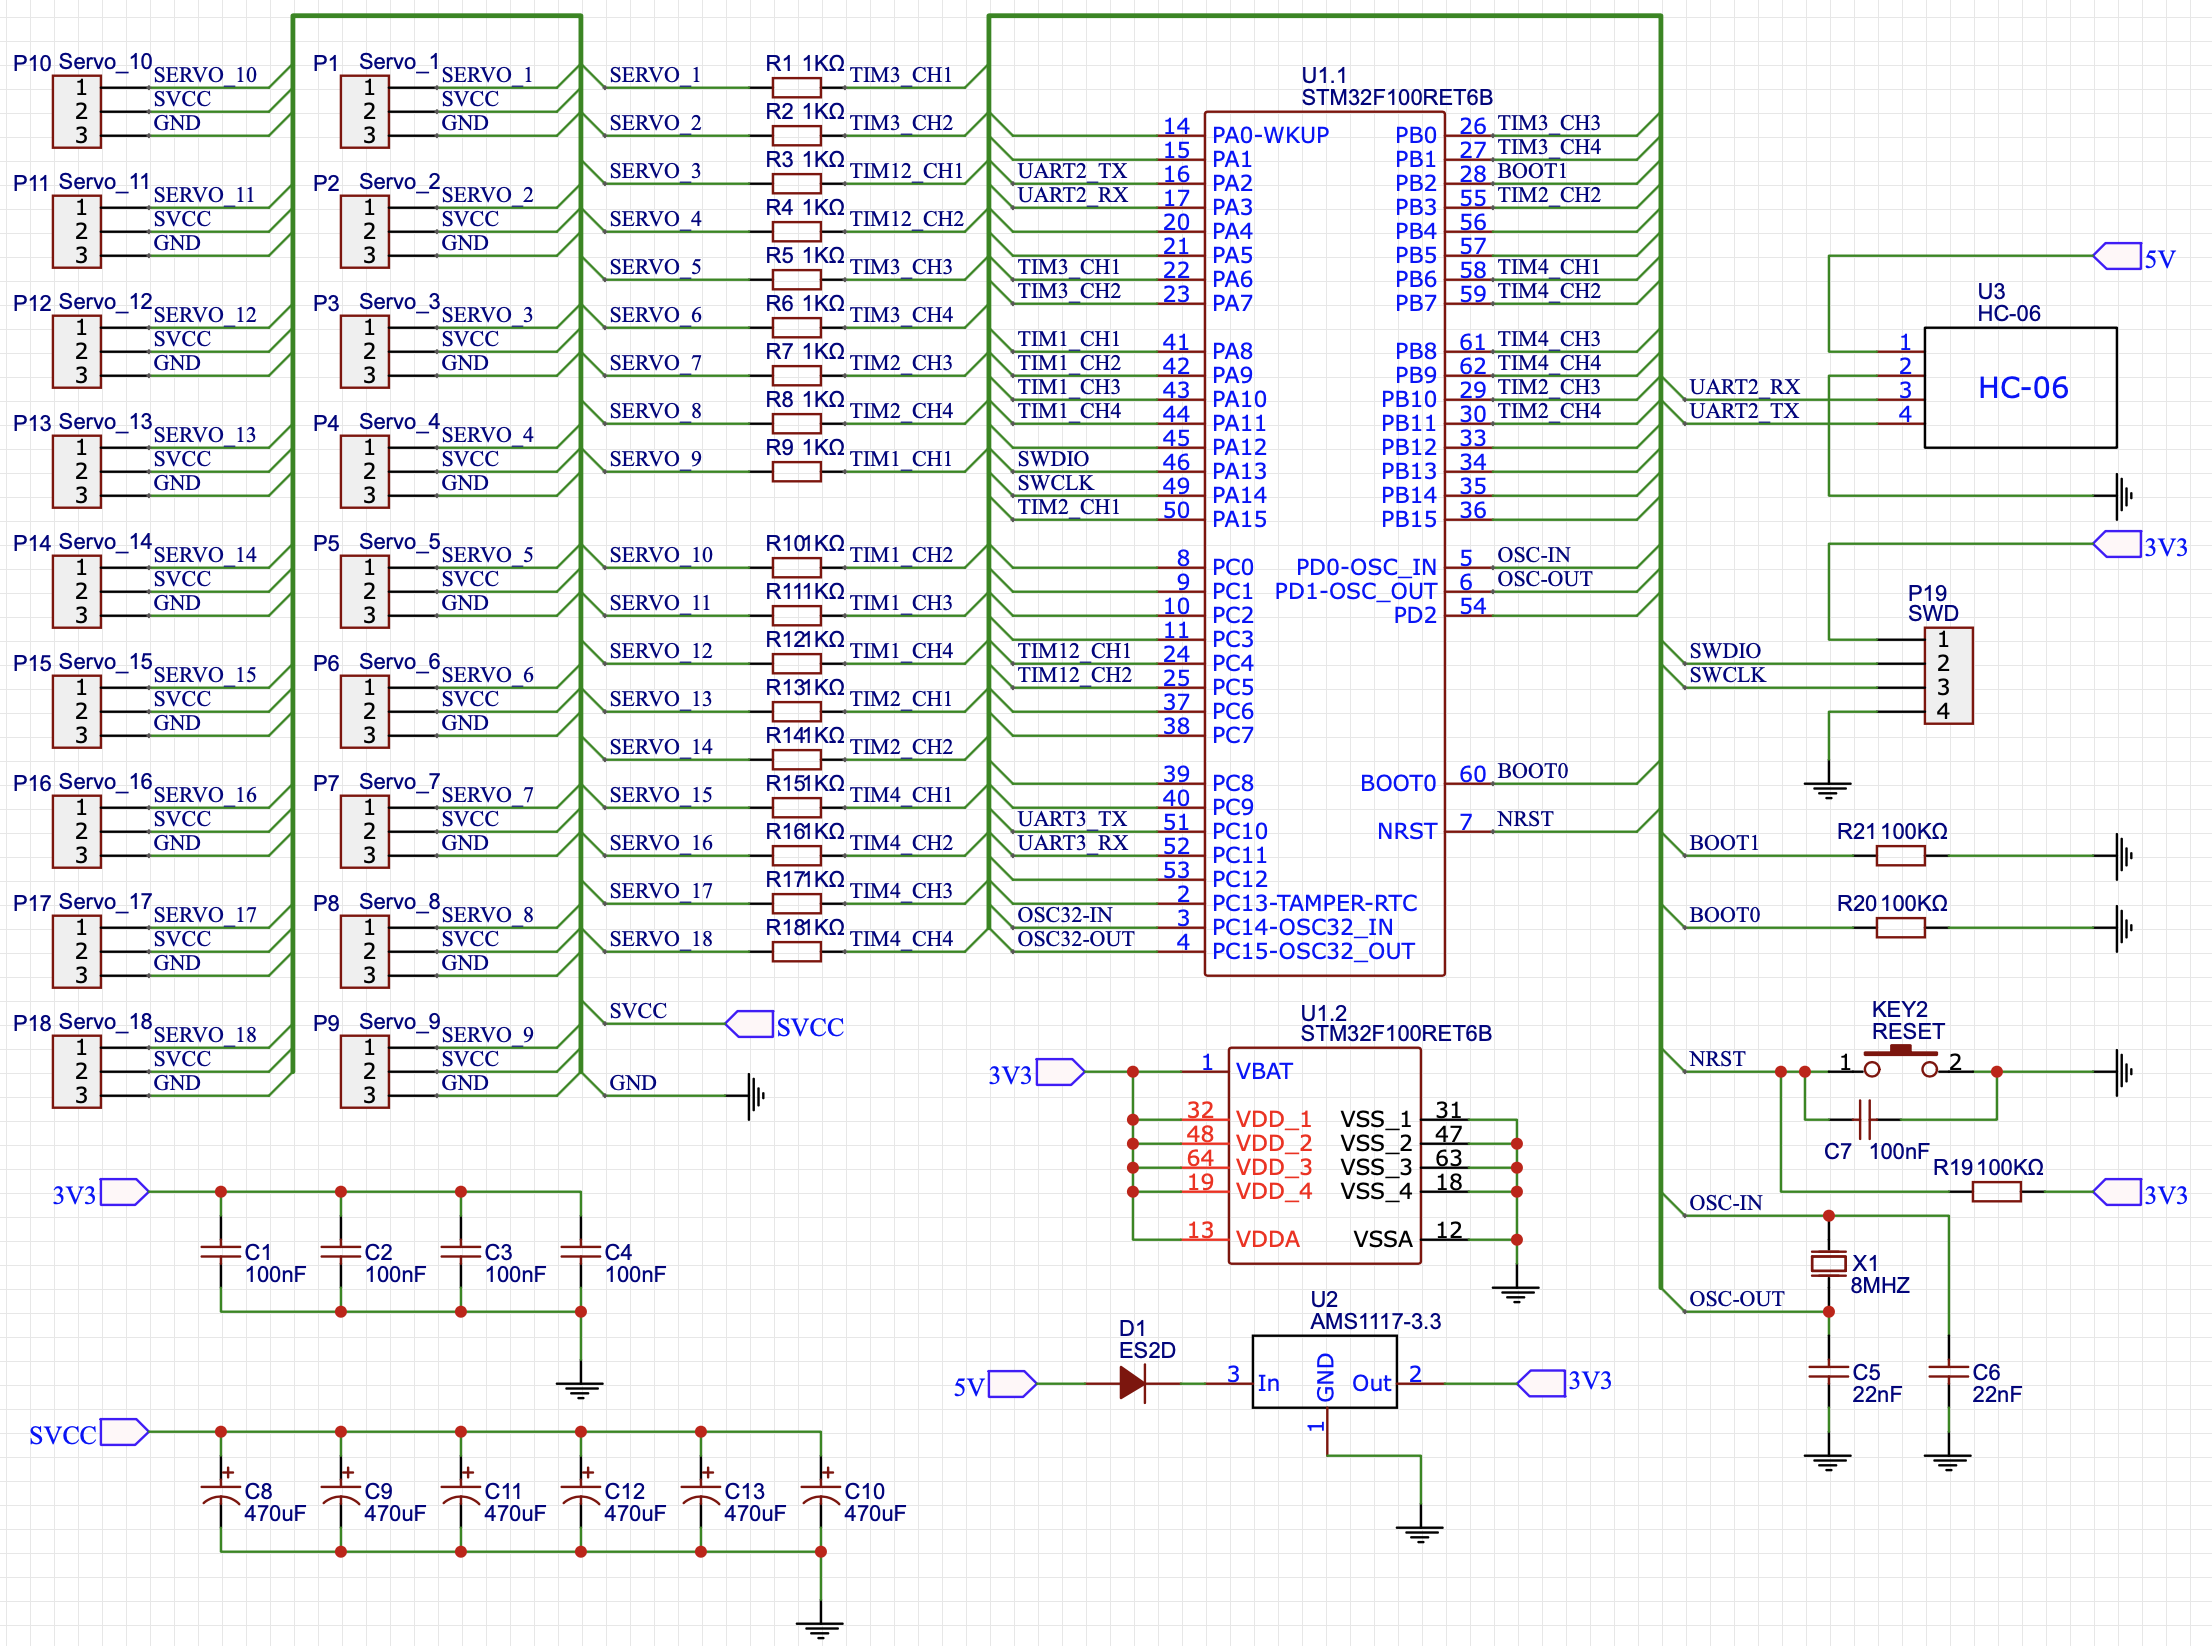 P10 Servo_10
1 SERVO_10
2 SVCC
3 GND
P11 Servo_11
1 SERVO_11
2 SVCC
3 GND
P12 Servo_12
1 SERVO_12
2 SVCC
3 GND
P13 Servo_13
1 SERVO_13
2 SVCC
3 GND
P14 Servo_14
1 SERVO_14
2 SVCC
3 GND
P15 Servo_15
1 SERVO_15
2 SVCC
3 GND
P16 Servo_16
1 SERVO_16
2 SVCC
3 GND
P17 Servo_17
1 SERVO_17
2 SVCC
3 GND
P18 Servo_18
1 SERVO_18
2 SVCC
3 GND
P1 Servo_1
1 SERVO_1
2 SVCC
3 GND
P2 Servo_2
1 SERVO_2
2 SVCC
3 GND
P3 Servo_3
1 SERVO_3
2 SVCC
3 GND
P4 Servo_4
1 SERVO_4
2 SVCC
3 GND
P5 Servo_5
1 SERVO_5
2 SVCC
3 GND
P6 Servo_6
1 SERVO_6
2 SVCC
3 GND
P7 Servo_7
1 SERVO_7
2 SVCC
3 GND
P8 Servo_8
1 SERVO_8
2 SVCC
3 GND
P9 Servo_9
1 SERVO_9
2 SVCC
3 GND
SERVO_1 R1 1KΩ TIM3_CH1
SERVO_2 R2 1KΩ TIM3_CH2
SERVO_3 R3 1KΩ TIM12_CH1
SERVO_4 R4 1KΩ TIM12_CH2
SERVO_5 R5 1KΩ TIM3_CH3
SERVO_6 R6 1KΩ TIM3_CH4
SERVO_7 R7 1KΩ TIM2_CH3
SERVO_8 R8 1KΩ TIM2_CH4
SERVO_9 R9 1KΩ TIM1_CH1
SERVO_10 R10 1KΩ TIM1_CH2
SERVO_11 R11 1KΩ TIM1_CH3
SERVO_12 R12 1KΩ TIM1_CH4
SERVO_13 R13 1KΩ TIM2_CH1
SERVO_14 R14 1KΩ TIM2_CH2
SERVO_15 R15 1KΩ TIM4_CH1
SERVO_16 R16 1KΩ TIM4_CH2
SERVO_17 R17 1KΩ TIM4_CH3
SERVO_18 R18 1KΩ TIM4_CH4
SVCC SVCC
GND
U1.1
STM32F100RET6B
14 PA0-WKUP
15 PA1
UART2_TX 16 PA2
UART2_RX 17 PA3
20 PA4
21 PA5
TIM3_CH1 22 PA6
TIM3_CH2 23 PA7
TIM1_CH1 41 PA8
TIM1_CH2 42 PA9
TIM1_CH3 43 PA10
TIM1_CH4 44 PA11
45 PA12
SWDIO 46 PA13
SWCLK 49 PA14
TIM2_CH1 50 PA15
8 PC0
9 PC1
10 PC2
11 PC3
TIM12_CH1 24 PC4
TIM12_CH2 25 PC5
37 PC6
38 PC7
39 PC8
40 PC9
UART3_TX 51 PC10
UART3_RX 52 PC11
53 PC12
2 PC13-TAMPER-RTC
OSC32-IN 3 PC14-OSC32_IN
OSC32-OUT 4 PC15-OSC32_OUT
PB0 26 TIM3_CH3
PB1 27 TIM3_CH4
PB2 28 BOOT1
PB3 55 TIM2_CH2
PB4 56
PB5 57
PB6 58 TIM4_CH1
PB7 59 TIM4_CH2
PB8 61 TIM4_CH3
PB9 62 TIM4_CH4
PB10 29 TIM2_CH3
PB11 30 TIM2_CH4
PB12 33
PB13 34
PB14 35
PB15 36
PD0-OSC_IN 5 OSC-IN
PD1-OSC_OUT 6 OSC-OUT
PD2 54
BOOT0 60 BOOT0
NRST 7 NRST
5V
U3
HC-06
1
2
UART2_RX 3
UART2_TX 4
HC-06
3V3
P19
SWD
1
SWDIO 2
SWCLK 3
4
BOOT1 R21 100KΩ
BOOT0 R20 100KΩ
KEY2
RESET
NRST 1 2
C7 100nF
R19 100KΩ
3V3
OSC-IN
X1
8MHZ
OSC-OUT
C5
22nF
C6
22nF
U1.2
STM32F100RET6B
3V3 1 VBAT
32 VDD_1 VSS_1 31
48 VDD_2 VSS_2 47
64 VDD_3 VSS_3 63
19 VDD_4 VSS_4 18
13 VDDA VSSA 12
U2
AMS1117-3.3
D1
ES2D
5V 3 In GND Out 2 3V3
1
3V3
C1
100nF
C2
100nF
C3
100nF
C4
100nF
SVCC
+ + + + + +
C8
470uF
C9
470uF
C11
470uF
C12
470uF
C13
470uF
C10
470uF